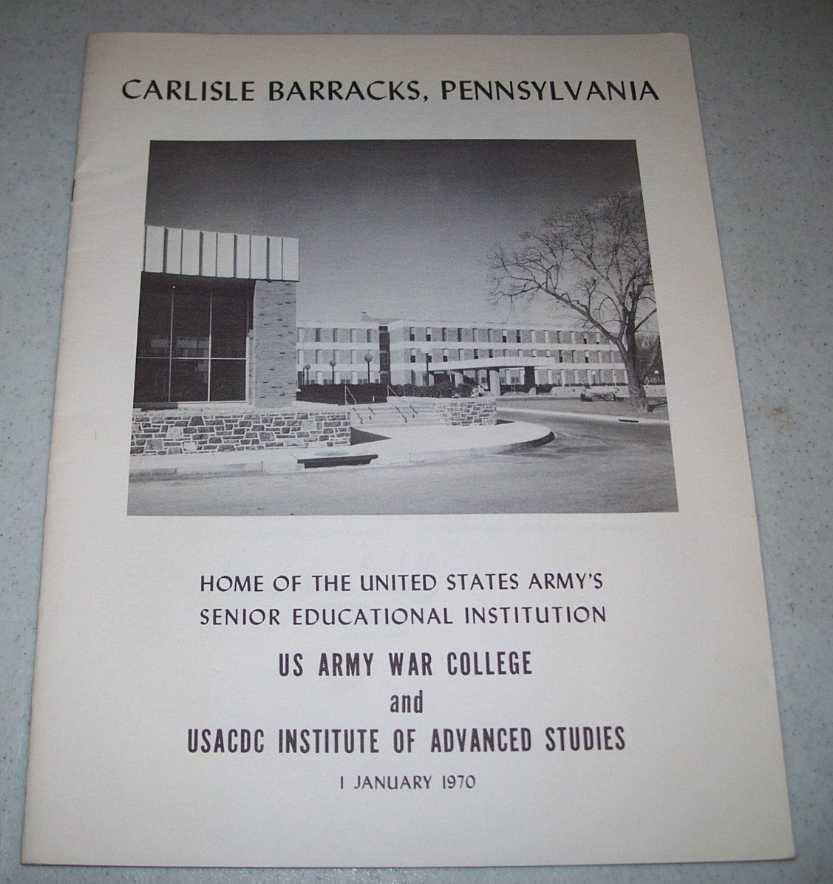 CARLISLE BARRACKS, PENNSYLVANIA
HOME OF THE UNITED STATES ARMY'S
SENIOR EDUCATIONAL INSTITUTION
US ARMY WAR COLLEGE
and
USACDC INSTITUTE OF ADVANCED STUDIES
1 JANUARY 1970